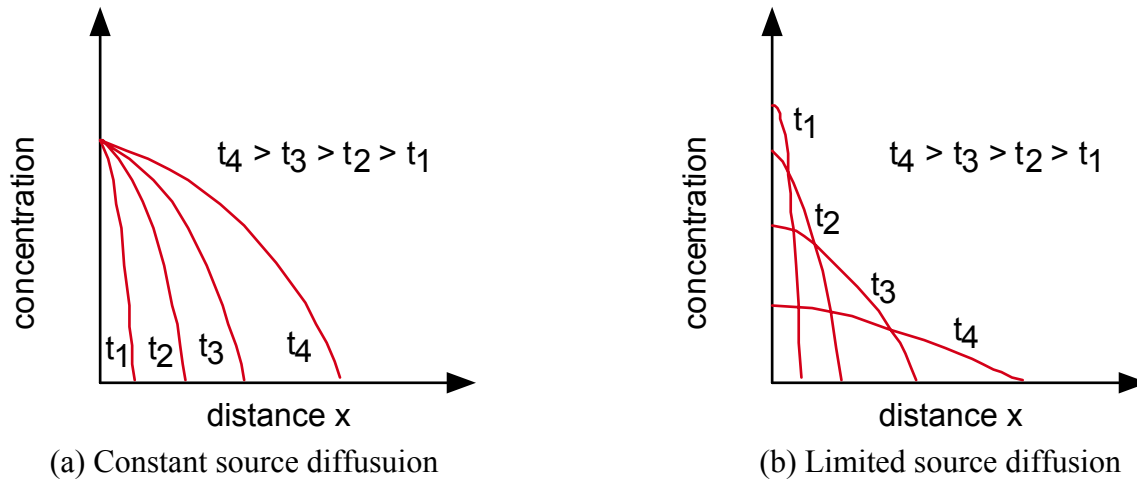 concentration
t4 > t3 > t2 > t1
t1 t2 t3 t4
distance x
(a) Constant source diffusuion
concentration
t1
t4 > t3 > t2 > t1
t2
t3
t4
distance x
(b) Limited source diffusion